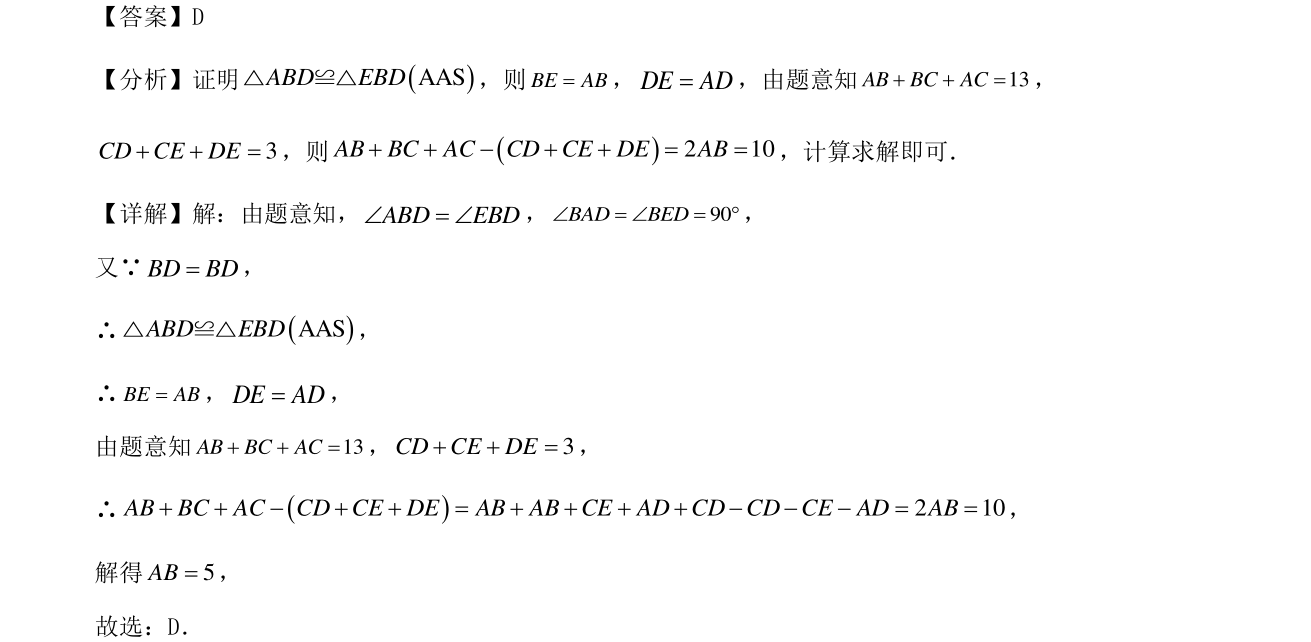 【答案】D
【分析】证明△ABD≌△EBD(AAS)，则BE=AB，DE=AD，由题意知AB+BC+AC=13，
CD+CE+DE=3，则AB+BC+AC-(CD+CE+DE)=2AB=10，计算求解即可．
【详解】解：由题意知，∠ABD=∠EBD，∠BAD=∠BED=90°，
又∵BD=BD，
∴△ABD≌△EBD(AAS)，
∴BE=AB，DE=AD，
由题意知AB+BC+AC=13，CD+CE+DE=3，
∴AB+BC+AC-(CD+CE+DE)=AB+AB+CE+AD+CD-CD-CE-AD=2AB=10，
解得AB=5，
故选：D．